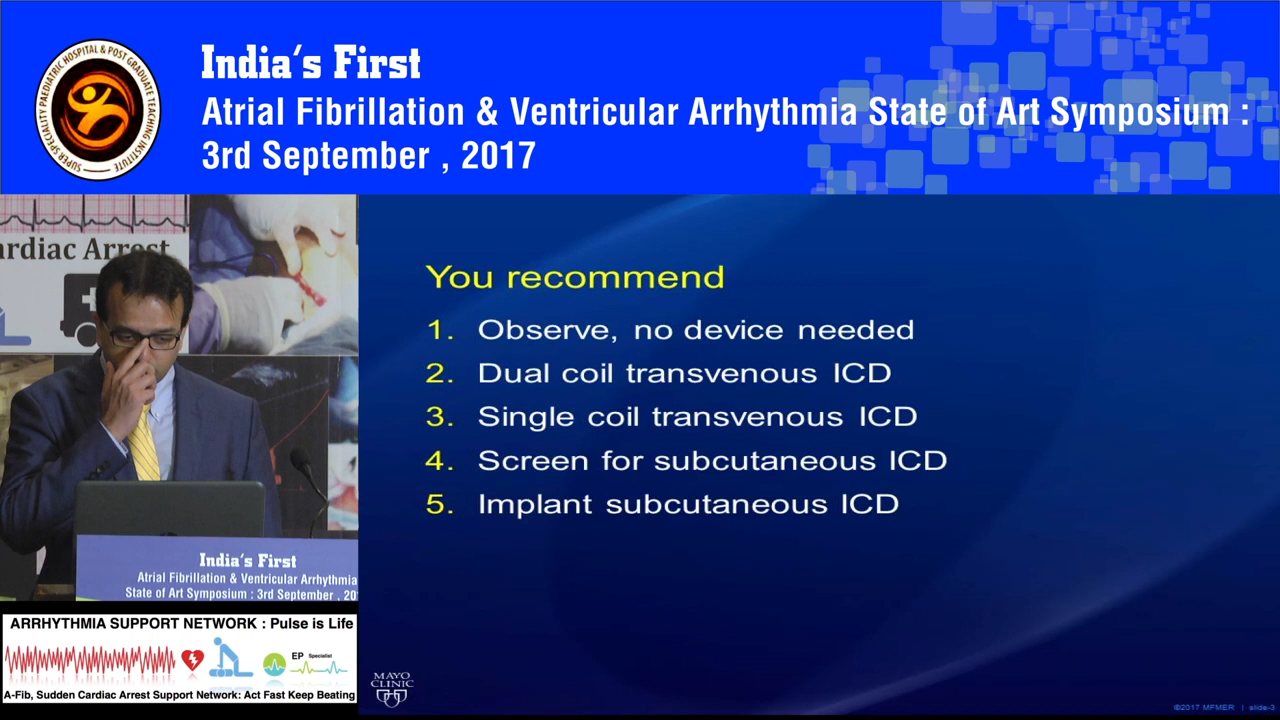 India's First
Atrial Fibrillation & Ventricular Arrhythmia State of Art Symposium :
3rd September , 2017
SUPER SPECIALITY PAEDIATRIC HOSPITAL & POST GRADUATE TEACHING INSTITUTE
ardiac Arrest
You recommend
1. Observe, no device needed
2. Dual coil transvenous ICD
3. Single coil transvenous ICD
4. Screen for subcutaneous ICD
5. Implant subcutaneous ICD
India's First
Atrial Fibrillation & Ventricular Arrhythmia
State of Art Symposium : 3rd September , 20
ARRHYTHMIA SUPPORT NETWORK : Pulse is Life
EP Specialist
A-Fib, Sudden Cardiac Arrest Support Network: Act Fast Keep Beating
MAYO
CLINIC
©2017 MFMER | slide-3